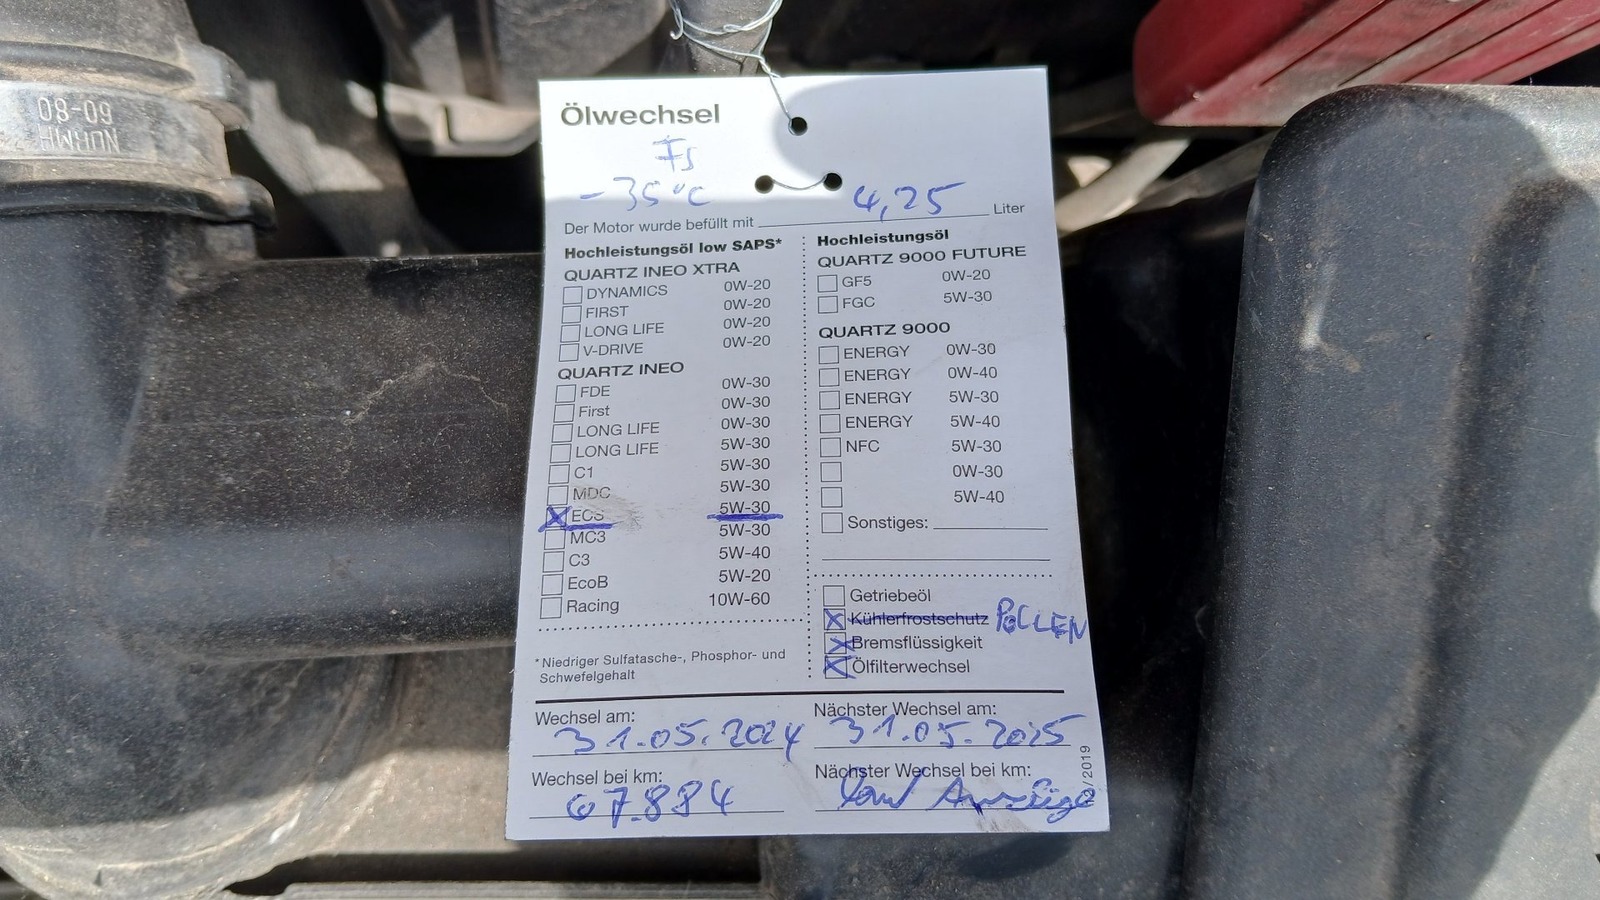 08-09
NORMA
Ölwechsel
Fs
-35°C
4,25
Der Motor wurde befüllt mit Liter
Hochleistungsöl low SAPS*
QUARTZ INEO XTRA
DYNAMICS 0W-20
FIRST 0W-20
LONG LIFE 0W-20
V-DRIVE 0W-20
QUARTZ INEO
FDE 0W-30
First 0W-30
LONG LIFE 0W-30
LONG LIFE 5W-30
C1 5W-30
MDC 5W-30
ECS 5W-30
MC3 5W-30
C3 5W-40
EcoB 5W-20
Racing 10W-60
*Niedriger Sulfatasche-, Phosphor- und
Schwefelgehalt
Hochleistungsöl
QUARTZ 9000 FUTURE
GF5 0W-20
FGC 5W-30
QUARTZ 9000
ENERGY 0W-30
ENERGY 0W-40
ENERGY 5W-30
ENERGY 5W-40
NFC 5W-30
0W-30
5W-40
Sonstiges:
Getriebeöl
Kühlerfrostschutz POLLEN
Bremsflüssigkeit
Ölfilterwechsel
Wechsel am:
31.05.2024
Nächster Wechsel am:
31.05.2025
Wechsel bei km:
67.884
Nächster Wechsel bei km:
laut Anzeige
/2019